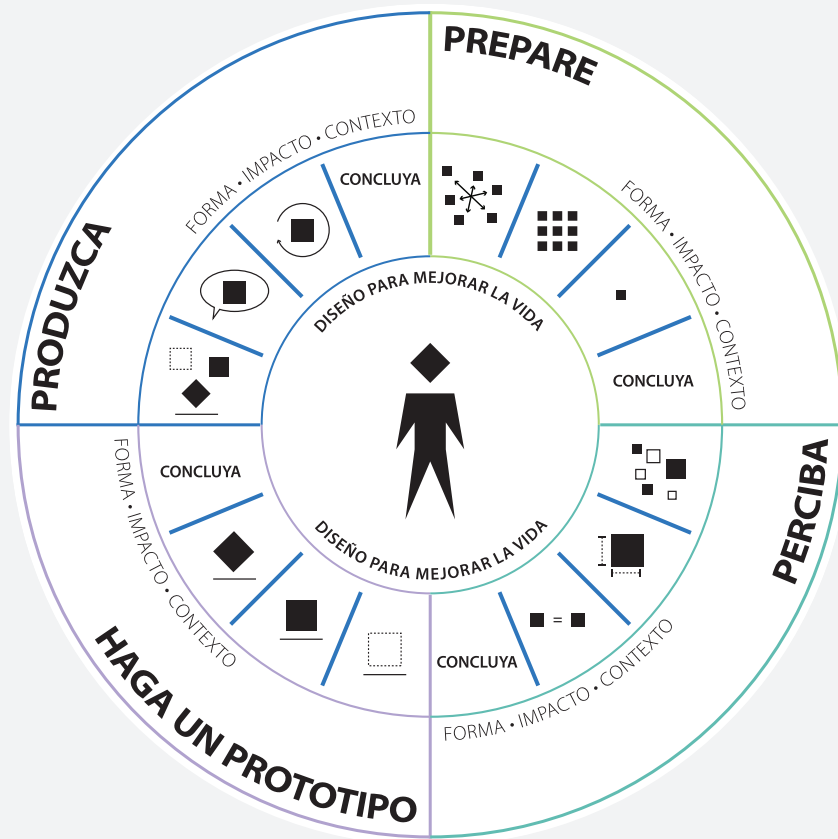 PREPARE
FORMA • IMPACTO • CONTEXTO
CONCLUYA
PERCIBA
FORMA • IMPACTO • CONTEXTO
=
CONCLUYA
HAGA UN PROTOTIPO
FORMA • IMPACTO • CONTEXTO
CONCLUYA
PRODUZCA
FORMA • IMPACTO • CONTEXTO
CONCLUYA
DISEÑO PARA MEJORAR LA VIDA
DISEÑO PARA MEJORAR LA VIDA